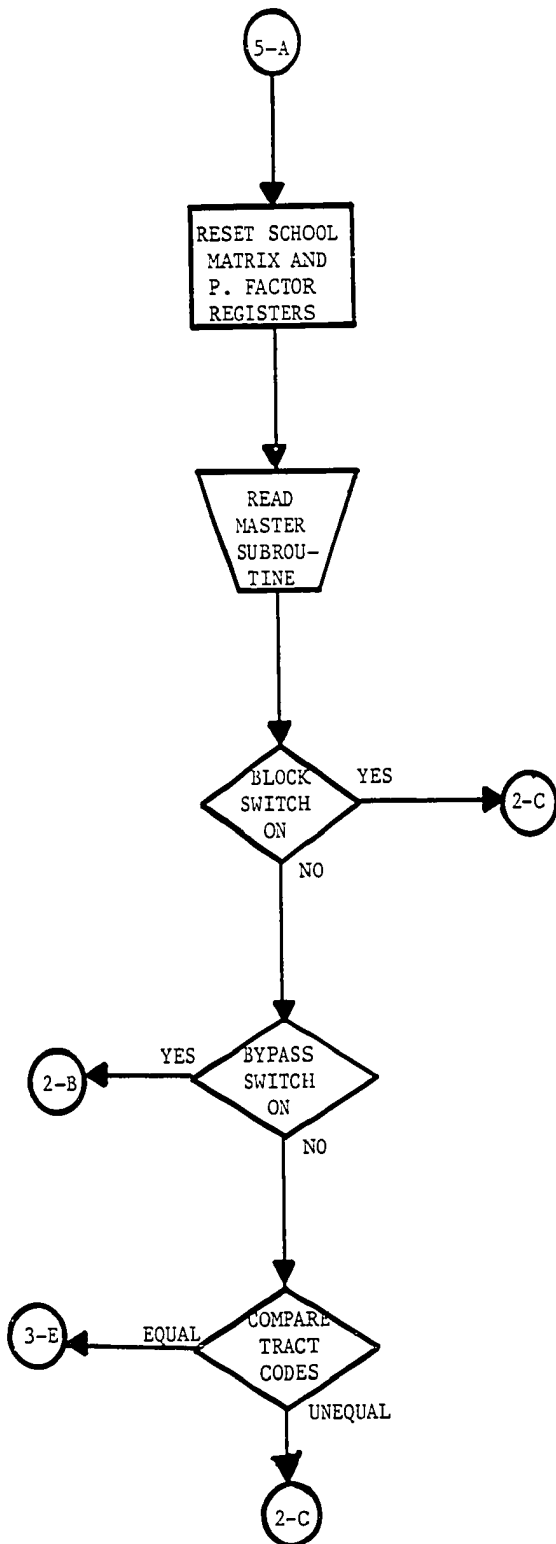 5-A
RESET SCHOOL
MATRIX AND
P. FACTOR
REGISTERS
READ
MASTER
SUBROU-
TINE
BLOCK
SWITCH
ON
YES
2-C
NO
YES
2-B
BYPASS
SWITCH
ON
NO
3-E
EQUAL
COMPARE
TRACT
CODES
UNEQUAL
2-C